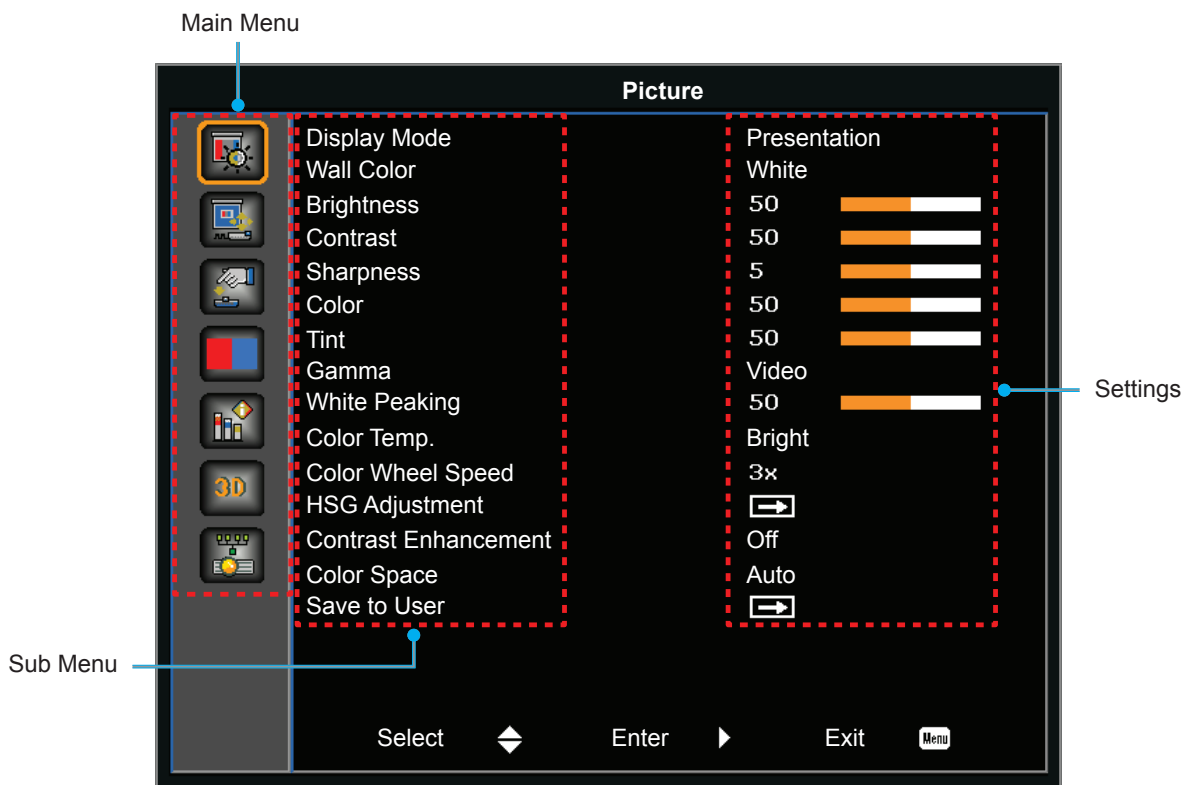 Main Menu
Picture
Display Mode Presentation
Wall Color White
Brightness 50
Contrast 50
Sharpness 5
Color 50
Tint 50
Gamma Video
White Peaking 50
Color Temp. Bright
Color Wheel Speed 3x
HSG Adjustment
Contrast Enhancement Off
Color Space Auto
Save to User
3D
Settings
Sub Menu
Select Enter Exit Menu